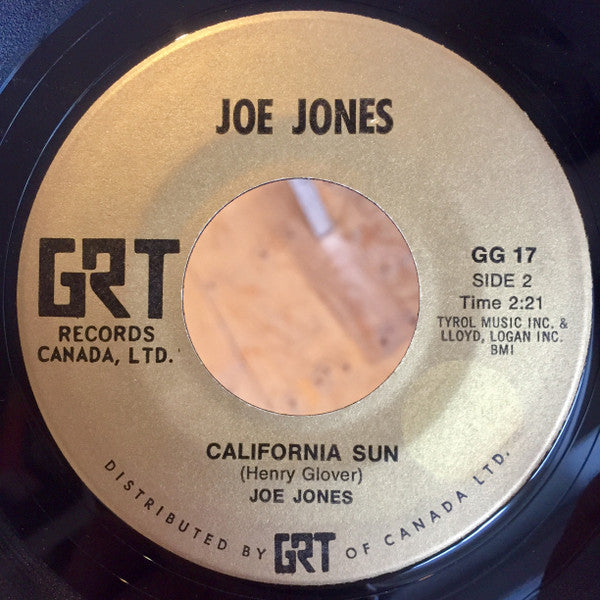 JOE JONES
GRT
RECORDS
CANADA, LTD.
GG 17
SIDE 2
Time 2:21
TYROL MUSIC INC. &
LLOYD, LOGAN INC.
BMI
CALIFORNIA SUN
(Henry Glover)
JOE JONES
DISTRIBUTED BY GRT OF CANADA LTD.